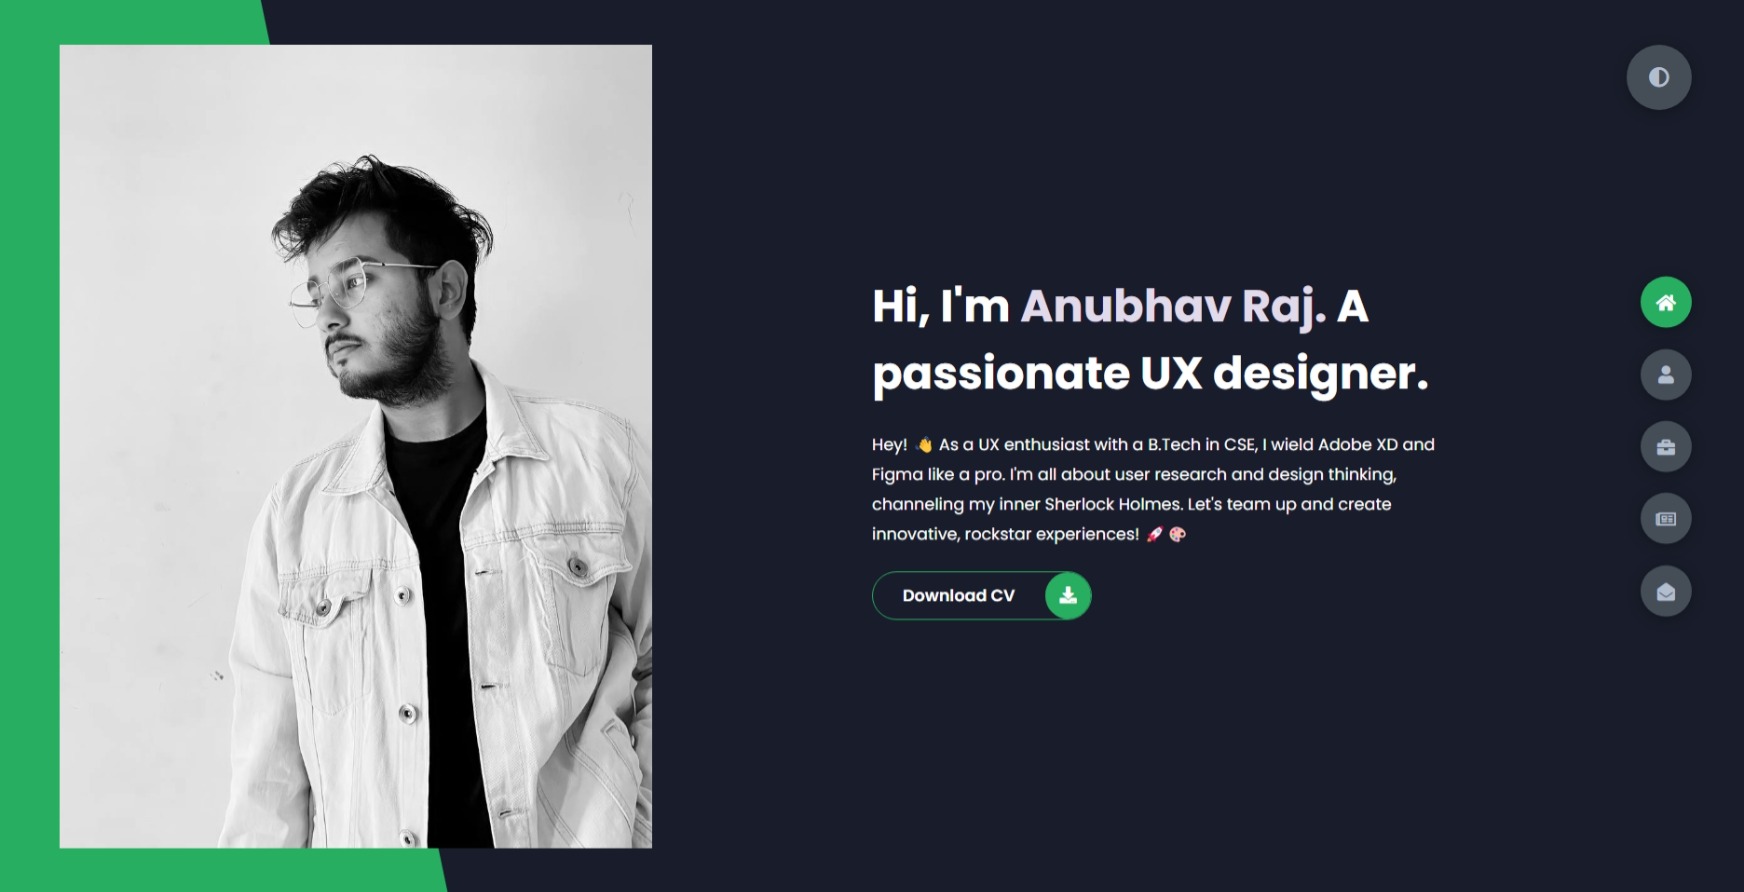 Hi, I'm Anubhav Raj. A
passionate UX designer.
Hey! 👋 As a UX enthusiast with a B.Tech in CSE, I wield Adobe XD and
Figma like a pro. I'm all about user research and design thinking,
channeling my inner Sherlock Holmes. Let's team up and create
innovative, rockstar experiences! 🚀 🎨
Download CV